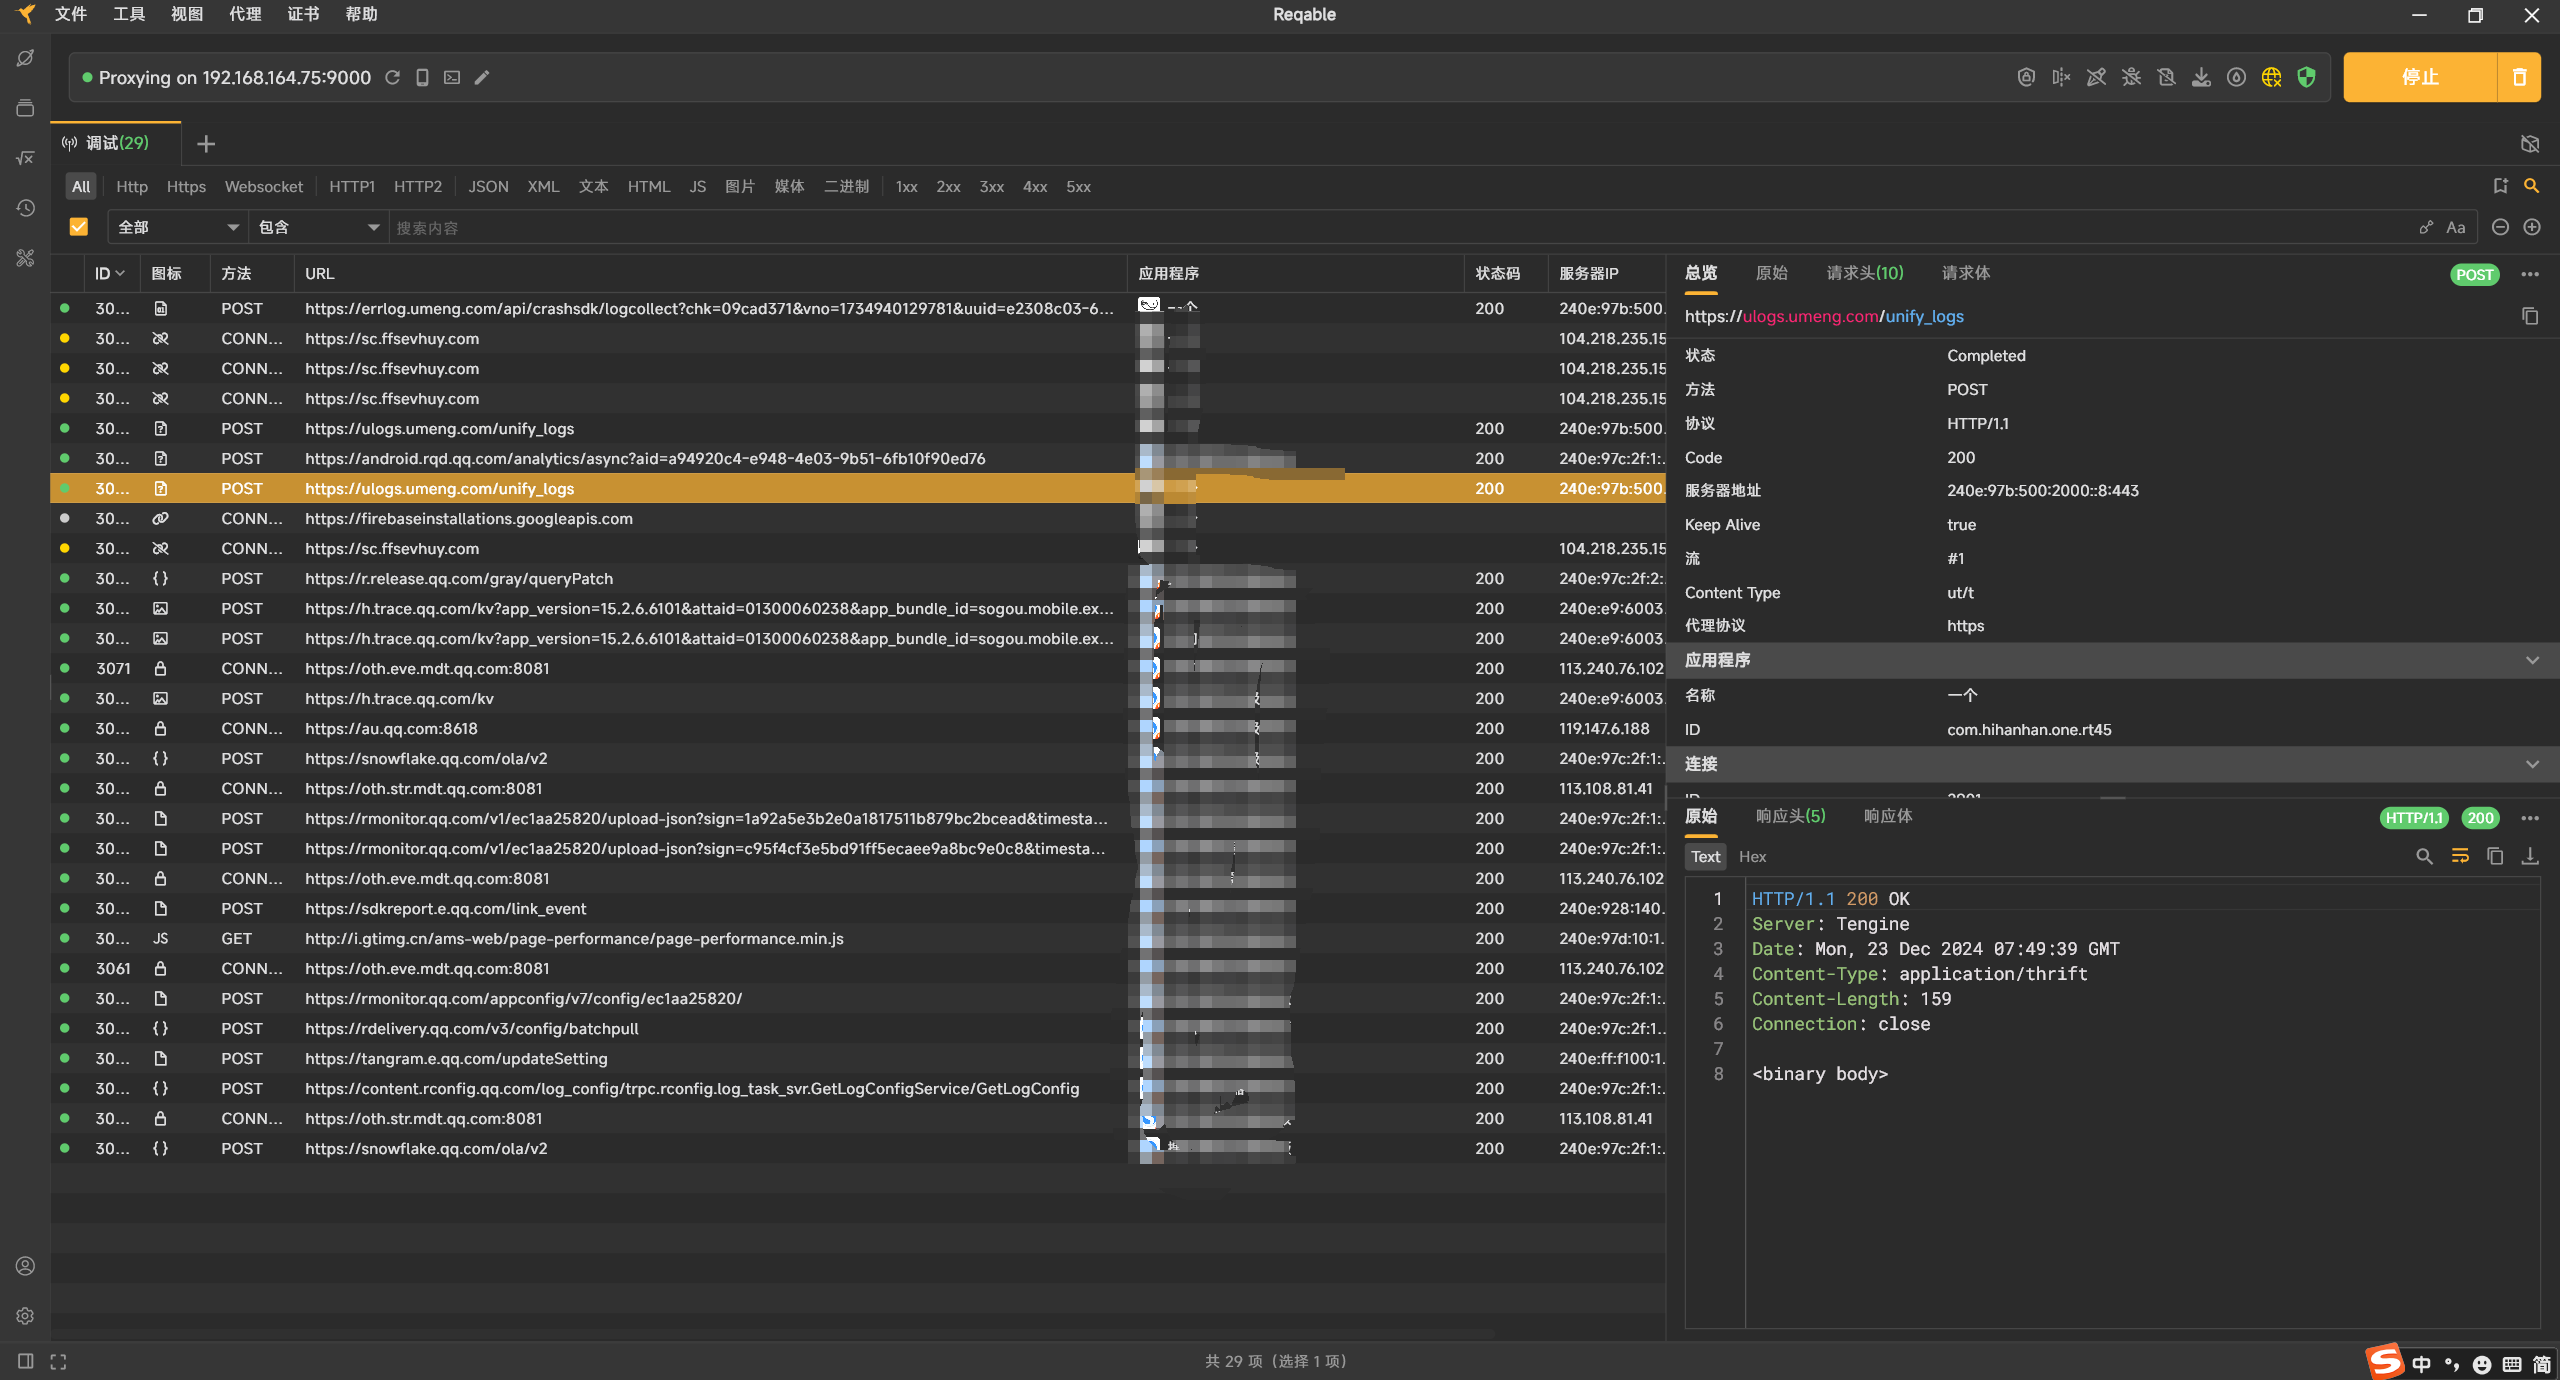 文件 工具 视图 代理 证书 帮助
Reqable
Proxying on 192.168.164.75:9000
停止
调试(29)
All Http Https Websocket HTTP1 HTTP2 JSON XML 文本 HTML JS 图片 媒体 二进制 1xx 2xx 3xx 4xx 5xx
全部 包含 搜索内容 Aa
ID 图标 方法 URL 应用程序 状态码 服务器IP
30... POST https://errlog.umeng.com/api/crashsdk/logcollect?chk=09cad371&vno=1734940129781&uuid=e2308c03-6... 200 240e:97b:500.
30... CONN... https://sc.ffsevhuy.com 104.218.235.15
30... CONN... https://sc.ffsevhuy.com 104.218.235.15
30... CONN... https://sc.ffsevhuy.com 104.218.235.15
30... POST https://ulogs.umeng.com/unify_logs 200 240e:97b:500.
30... POST https://android.rqd.qq.com/analytics/async?aid=a94920c4-e948-4e03-9b51-6fb10f90ed76 200 240e:97c:2f:1:.
30... POST https://ulogs.umeng.com/unify_logs 200 240e:97b:500.
30... CONN... https://firebaseinstallations.googleapis.com
30... CONN... https://sc.ffsevhuy.com 104.218.235.15
30... {} POST https://r.release.qq.com/gray/queryPatch 200 240e:97c:2f:2:.
30... POST https://h.trace.qq.com/kv?app_version=15.2.6.6101&attaid=01300060238&app_bundle_id=sogou.mobile.ex... 200 240e:e9:6003.
30... POST https://h.trace.qq.com/kv?app_version=15.2.6.6101&attaid=01300060238&app_bundle_id=sogou.mobile.ex... 200 240e:e9:6003.
3071 CONN... https://oth.eve.mdt.qq.com:8081 200 113.240.76.102
30... POST https://h.trace.qq.com/kv 200 240e:e9:6003.
30... CONN... https://au.qq.com:8618 200 119.147.6.188
30... {} POST https://snowflake.qq.com/ola/v2 200 240e:97c:2f:1:.
30... CONN... https://oth.str.mdt.qq.com:8081 200 113.108.81.41
30... POST https://rmonitor.qq.com/v1/ec1aa25820/upload-json?sign=1a92a5e3b2e0a1817511b879bc2bcead&timesta... 200 240e:97c:2f:1:.
30... POST https://rmonitor.qq.com/v1/ec1aa25820/upload-json?sign=c95f4cf3e5bd91ff5ecaee9a8bc9e0c8&timesta... 200 240e:97c:2f:1:.
30... CONN... https://oth.eve.mdt.qq.com:8081 200 113.240.76.102
30... POST https://sdkreport.e.qq.com/link_event 200 240e:928:140.
30... JS GET http://i.gtimg.cn/ams-web/page-performance/page-performance.min.js 200 240e:97d:10:1.
3061 CONN... https://oth.eve.mdt.qq.com:8081 200 113.240.76.102
30... POST https://rmonitor.qq.com/appconfig/v7/config/ec1aa25820/ 200 240e:97c:2f:1:.
30... {} POST https://rdelivery.qq.com/v3/config/batchpull 200 240e:97c:2f:1..
30... POST https://tangram.e.qq.com/updateSetting 200 240e:ff:f100:1.
30... {} POST https://content.rconfig.qq.com/log_config/trpc.rconfig.log_task_svr.GetLogConfigService/GetLogConfig 200 240e:97c:2f:1:.
30... CONN... https://oth.str.mdt.qq.com:8081 200 113.108.81.41
30... {} POST https://snowflake.qq.com/ola/v2 200 240e:97c:2f:1:.
总览 原始 请求头(10) 请求体 POST
https://ulogs.umeng.com/unify_logs
状态 Completed
方法 POST
协议 HTTP/1.1
Code 200
服务器地址 240e:97b:500:2000::8:443
Keep Alive true
流 #1
Content Type ut/t
代理协议 https
应用程序
名称 一个
ID com.hihanhan.one.rt45
连接
原始 响应头(5) 响应体 HTTP/1.1 200
Text Hex
1 HTTP/1.1 200 OK
2 Server: Tengine
3 Date: Mon, 23 Dec 2024 07:49:39 GMT
4 Content-Type: application/thrift
5 Content-Length: 159
6 Connection: close
7
8 <binary body>
共 29 项（选择 1 项）
中 简